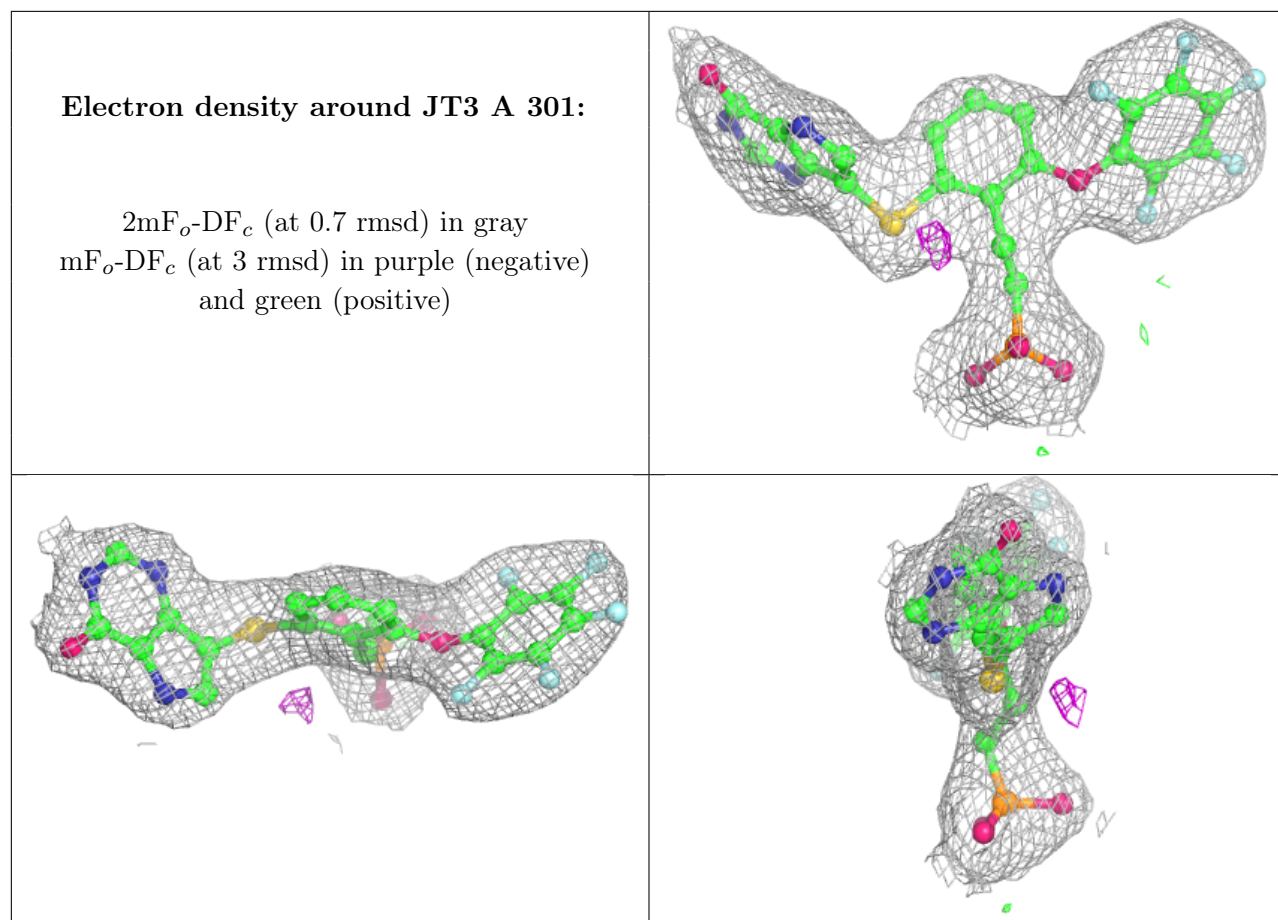 Electron density around JT3 A 301:
2mFo-DFc (at 0.7 rmsd) in gray
mFo-DFc (at 3 rmsd) in purple (negative)
and green (positive)